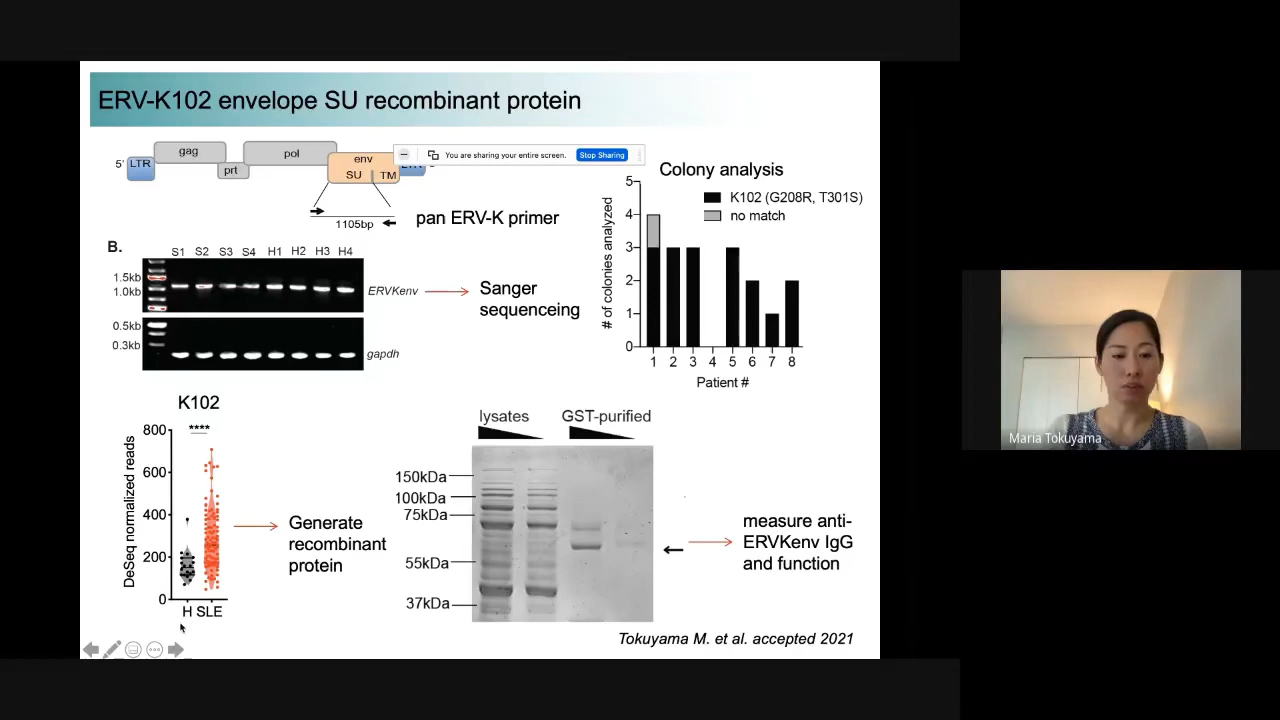 ERV-K102 envelope SU recombinant protein
5'
LTR
gag
prt
pol
env
SU
TM
You are sharing your entire screen.
Stop Sharing
1105bp
pan ERV-K primer
B.
S1 S2 S3 S4 H1 H2 H3 H4
1.5kb
1.0kb
ERVKenv
0.5kb
0.3kb
gapdh
Sanger
sequenceing
Colony analysis
# of colonies analyzed
5
4
3
2
1
0
K102 (G208R, T301S)
no match
1 2 3 4 5 6 7 8
Patient #
K102
DeSeq normalized reads
800
600
400
200
0
****
H SLE
Generate
recombinant
protein
lysates
GST-purified
150kDa
100kDa
75kDa
55kDa
37kDa
measure anti-
ERVKenv IgG
and function
Tokuyama M. et al. accepted 2021
Maria Tokuyama